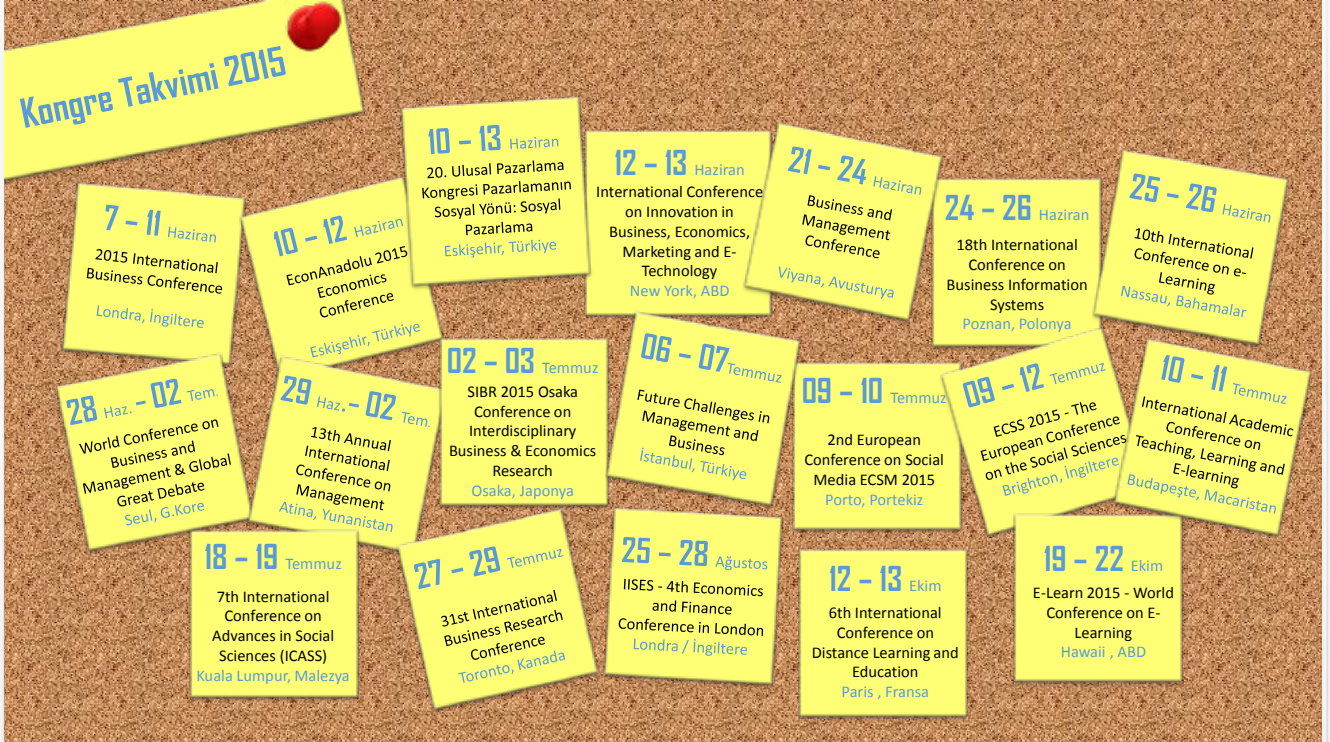 Kongre Takvimi 2015
7 – 11 Haziran
2015 International
Business Conference
Londra, İngiltere
10 – 12 Haziran
EconAnadolu 2015
Economics
Conference
Eskişehir, Türkiye
10 – 13 Haziran
20. Ulusal Pazarlama
Kongresi Pazarlamanın
Sosyal Yönü: Sosyal
Pazarlama
Eskişehir, Türkiye
12 – 13 Haziran
International Conference
on Innovation in
Business, Economics,
Marketing and E-
Technology
New York, ABD
21 – 24 Haziran
Business and
Management
Conference
Viyana, Avusturya
24 – 26 Haziran
18th International
Conference on
Business Information
Systems
Poznan, Polonya
25 – 26 Haziran
10th International
Conference on e-
Learning
Nassau, Bahamalar
28 Haz. – 02 Tem.
World Conference on
Business and
Management & Global
Great Debate
Seul, G.Kore
29 Haz. – 02 Tem.
13th Annual
International
Conference on
Management
Atina, Yunanistan
02 – 03 Temmuz
SIBR 2015 Osaka
Conference on
Interdisciplinary
Business & Economics
Research
Osaka, Japonya
06 – 07 Temmuz
Future Challenges in
Management and
Business
İstanbul, Türkiye
09 – 10 Temmuz
2nd European
Conference on Social
Media ECSM 2015
Porto, Portekiz
09 – 12 Temmuz
ECSS 2015 - The
European Conference
on the Social Sciences
Brighton, İngiltere
10 – 11 Temmuz
International Academic
Conference on
Teaching, Learning and
E-learning
Budapeşte, Macaristan
18 – 19 Temmuz
7th International
Conference on
Advances in Social
Sciences (ICASS)
Kuala Lumpur, Malezya
27 – 29 Temmuz
31st International
Business Research
Conference
Toronto, Kanada
25 – 28 Ağustos
IISES - 4th Economics
and Finance
Conference in London
Londra / İngiltere
12 – 13 Ekim
6th International
Conference on
Distance Learning and
Education
Paris , Fransa
19 – 22 Ekim
E-Learn 2015 - World
Conference on E-
Learning
Hawaii , ABD